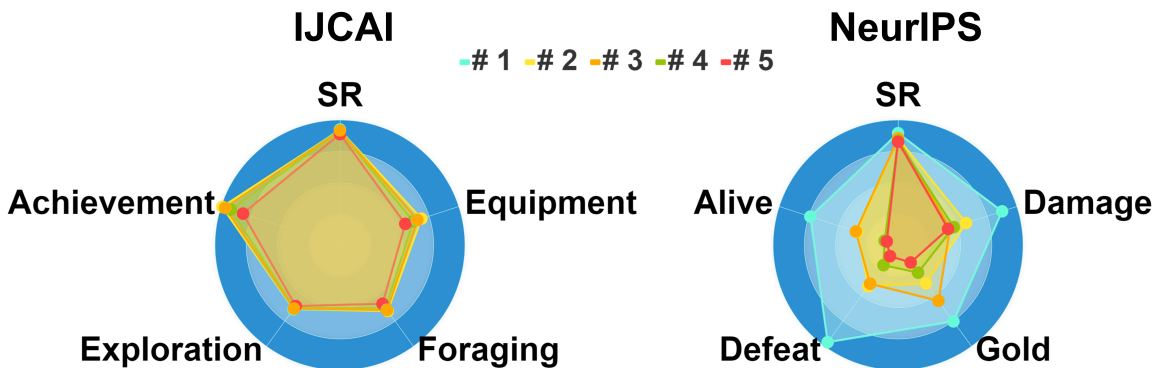 IJCAI
NeurIPS
# 1 # 2 # 3 # 4 # 5
SR
SR
Achievement
Equipment
Alive
Damage
Exploration
Foraging
Defeat
Gold